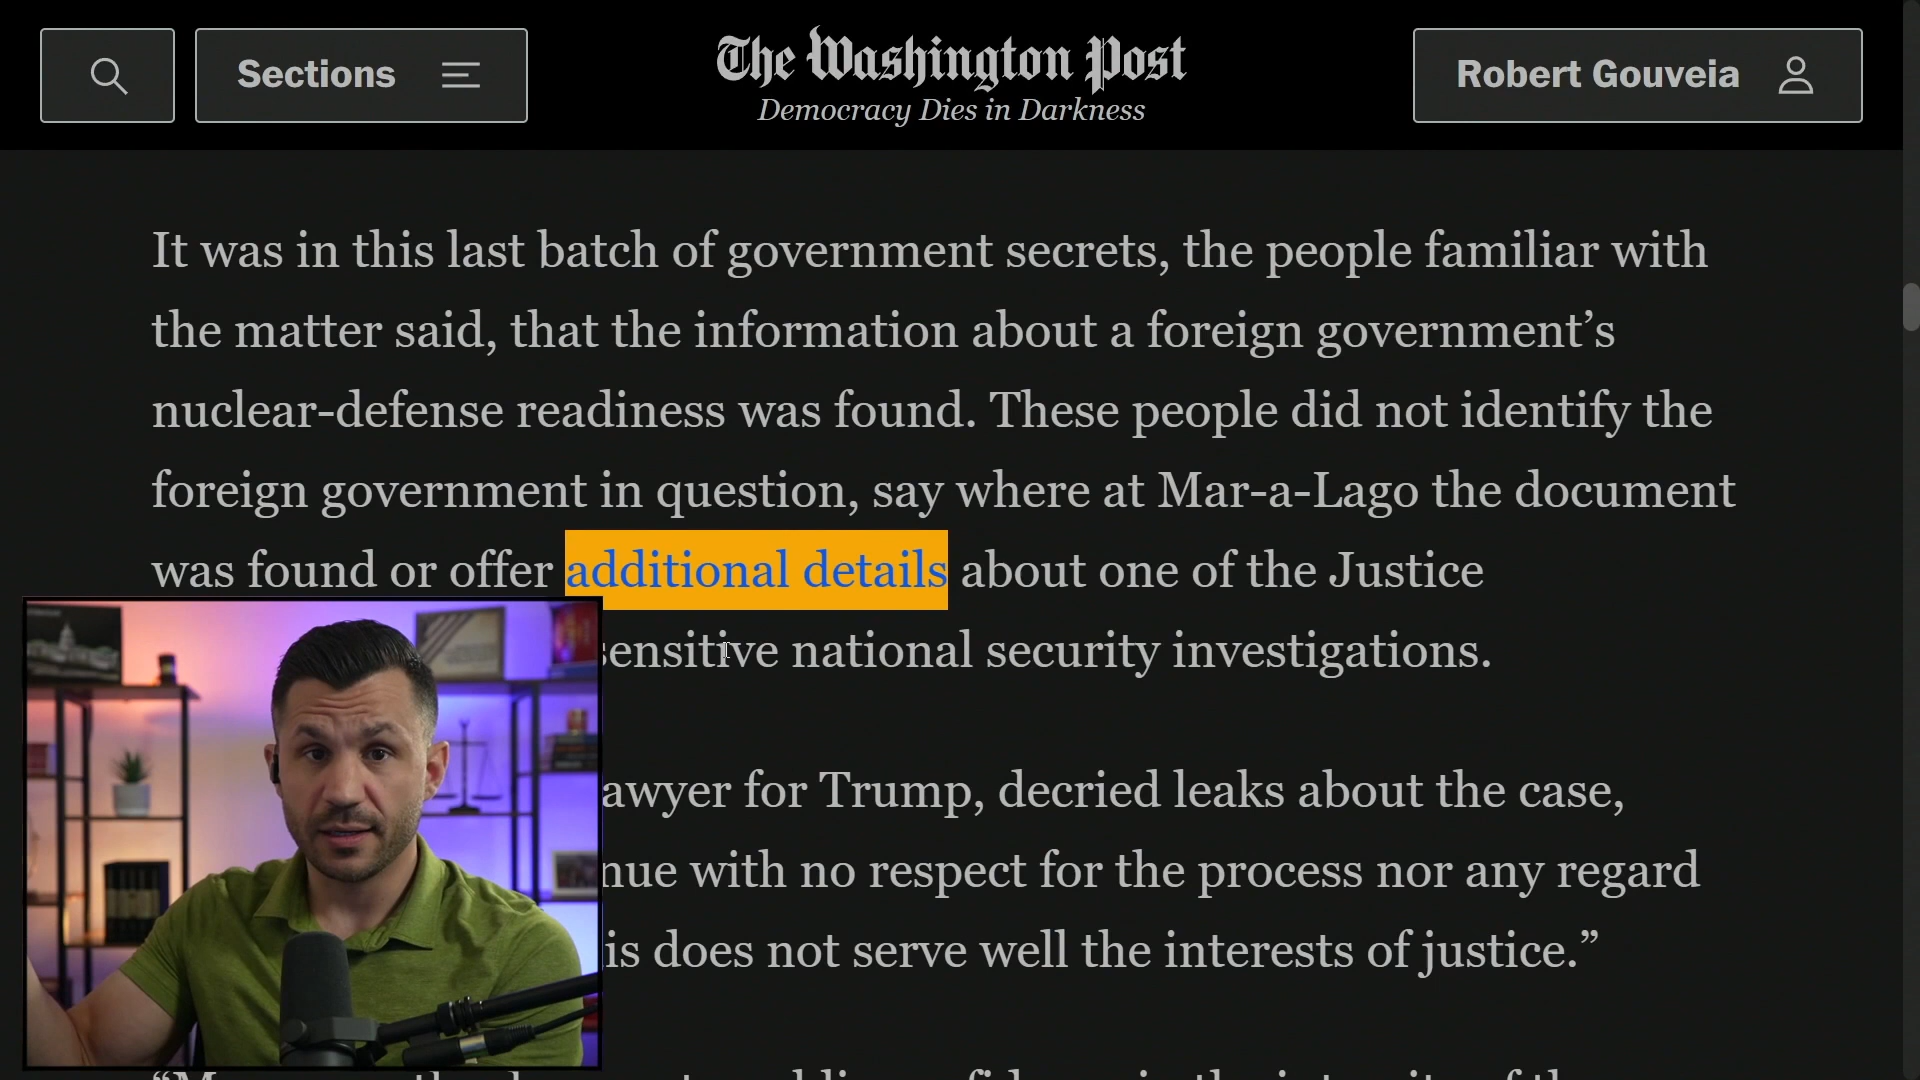 Sections
The Washington Post
Democracy Dies in Darkness
Robert Gouveia
It was in this last batch of government secrets, the people familiar with
the matter said, that the information about a foreign government’s
nuclear-defense readiness was found. These people did not identify the
foreign government in question, say where at Mar-a-Lago the document
was found or offer additional details about one of the Justice
sensitive national security investigations.
awyer for Trump, decried leaks about the case,
nue with no respect for the process nor any regard
is does not serve well the interests of justice.”